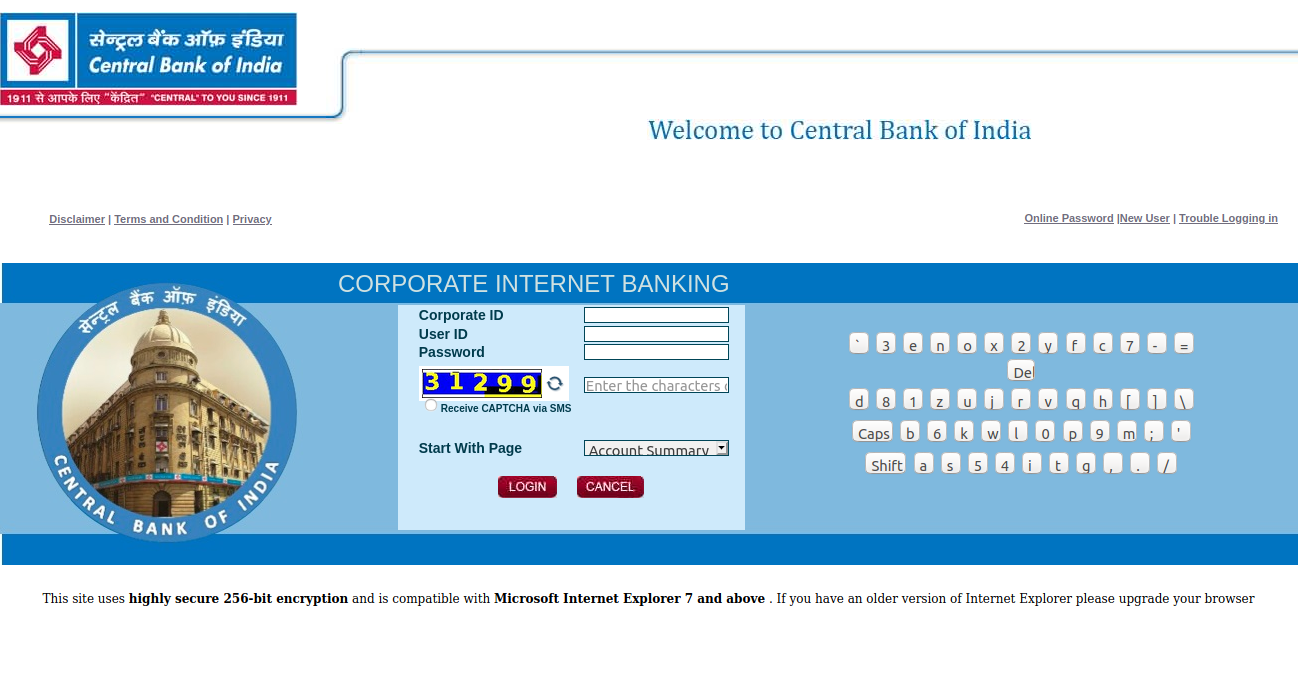 सेन्ट्रल बैंक ऑफ़ इंडिया
Central Bank of India
1911 से आपके लिए "केंद्रित" "CENTRAL" TO YOU SINCE 1911
Welcome to Central Bank of India
Disclaimer | Terms and Condition | Privacy
Online Password |New User | Trouble Logging in
CORPORATE INTERNET BANKING
सेन्ट्रल बैंक ऑफ़ इंडिया
CENTRAL BANK OF INDIA
Corporate ID
User ID
Password
31299
Enter the characters
Receive CAPTCHA via SMS
Start With Page
Account Summary
LOGIN CANCEL
` 3 e n o x 2 y f c 7 - =
Del
d 8 1 z u j r v q h [ ] \
Caps b 6 k w l 0 p 9 m ; '
Shift a s 5 4 i t g , . /
This site uses highly secure 256-bit encryption and is compatible with Microsoft Internet Explorer 7 and above . If you have an older version of Internet Explorer please upgrade your browser